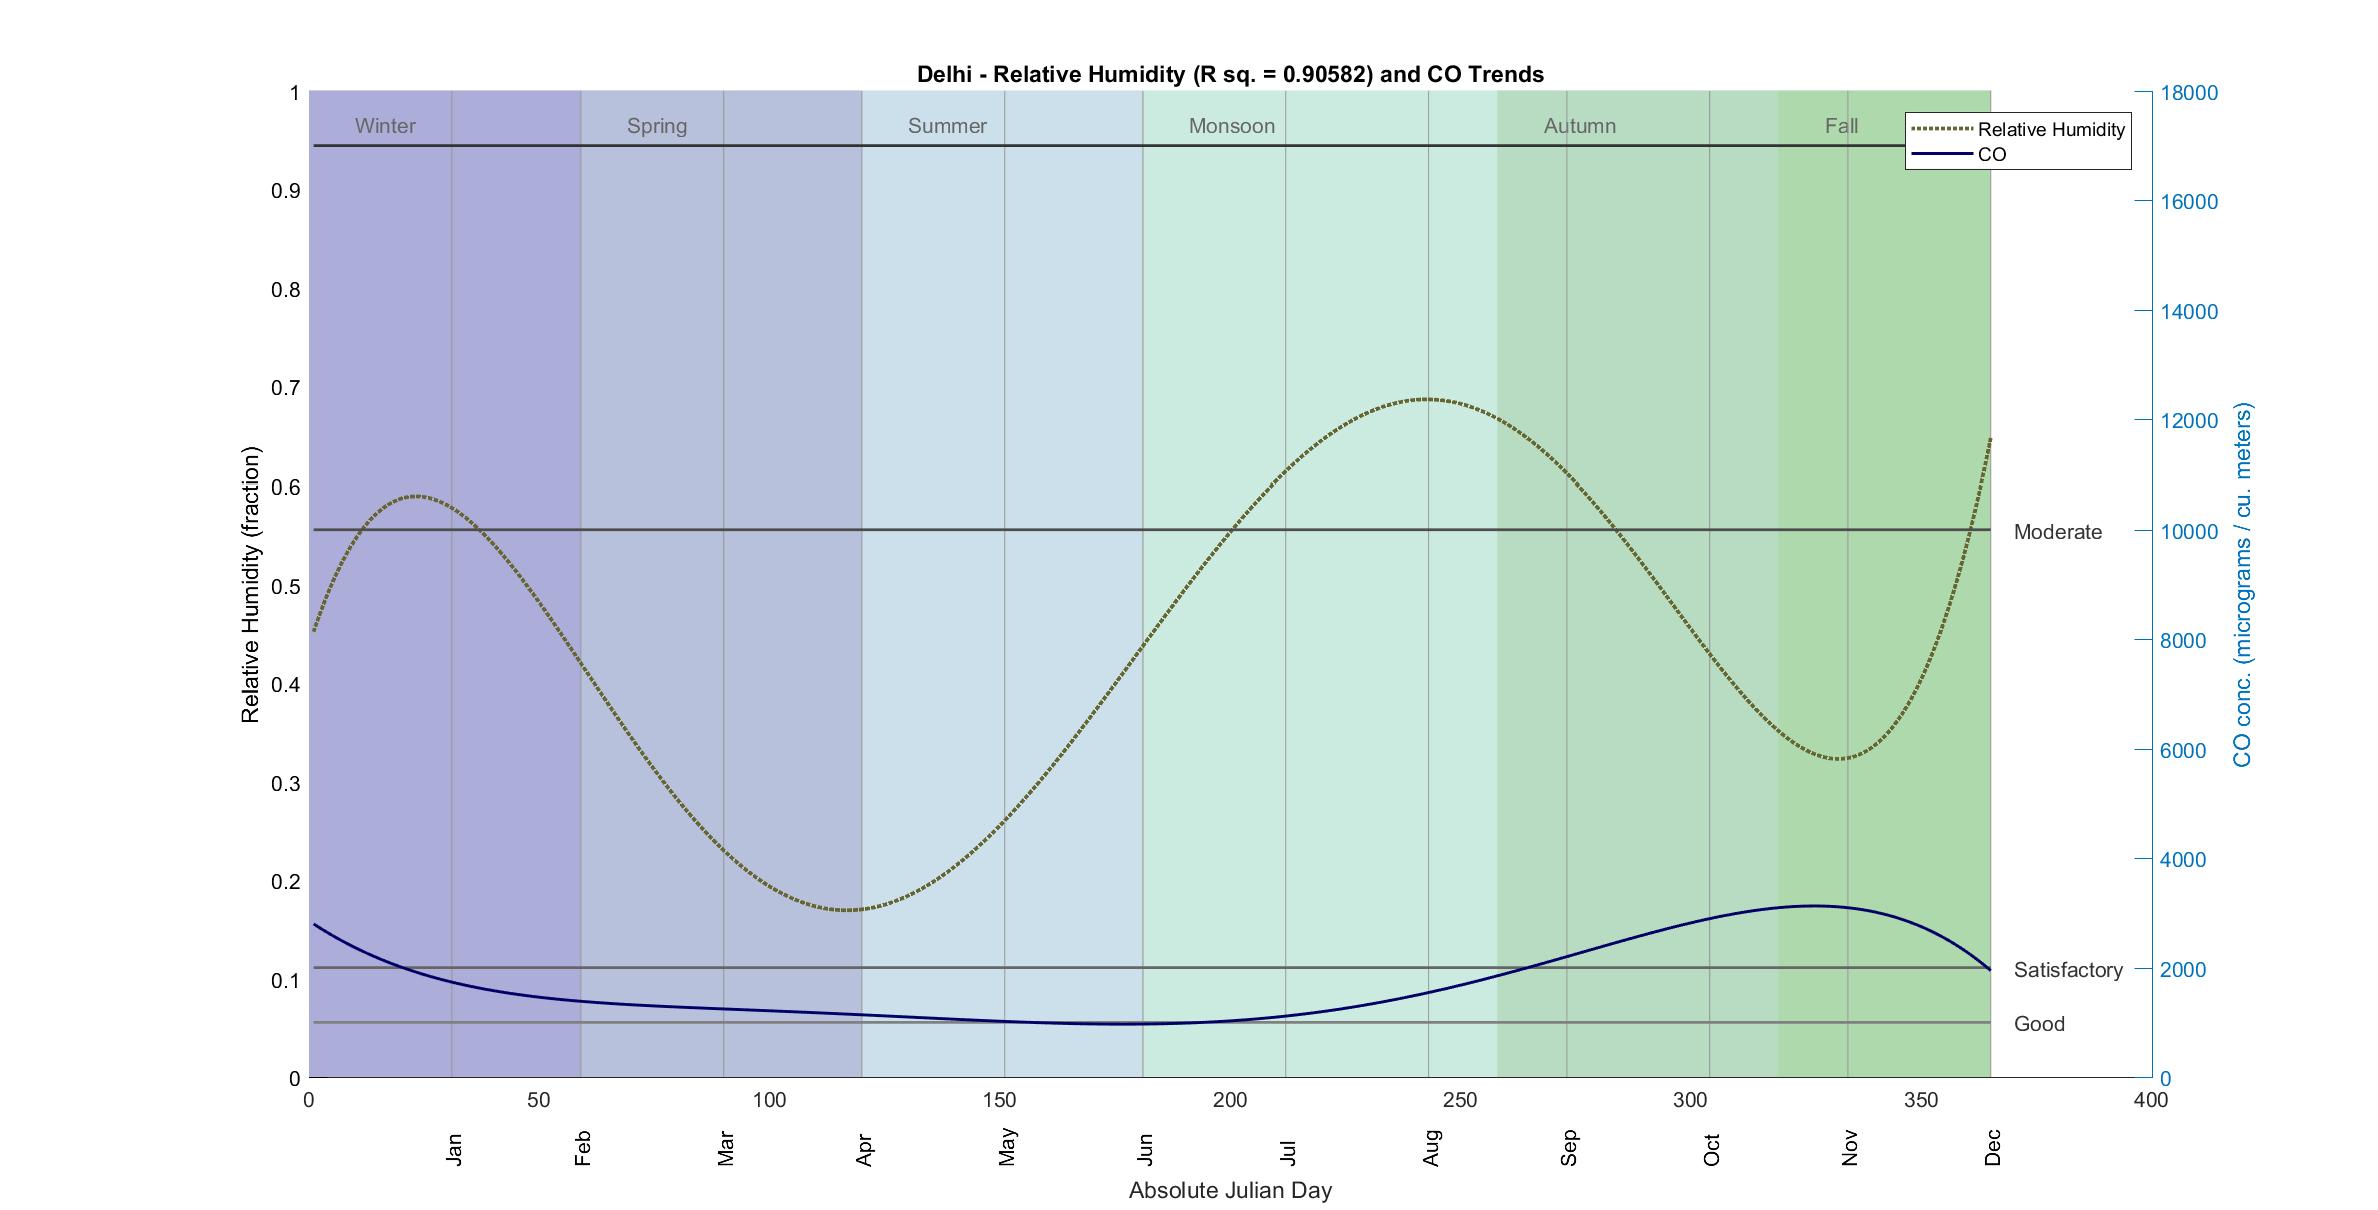 Delhi - Relative Humidity (R sq. = 0.90582) and CO Trends
Winter
Spring
Summer
Monsoon
Autumn
Fall
Relative Humidity
CO
1
0.9
0.8
0.7
0.6
0.5
0.4
0.3
0.2
0.1
0
Relative Humidity (fraction)
Moderate
Satisfactory
Good
18000
16000
14000
12000
10000
8000
6000
4000
2000
0
CO conc. (micrograms / cu. meters)
0 50 100 150 200 250 300 350 400
Jan Feb Mar Apr May Jun Jul Aug Sep Oct Nov Dec
Absolute Julian Day